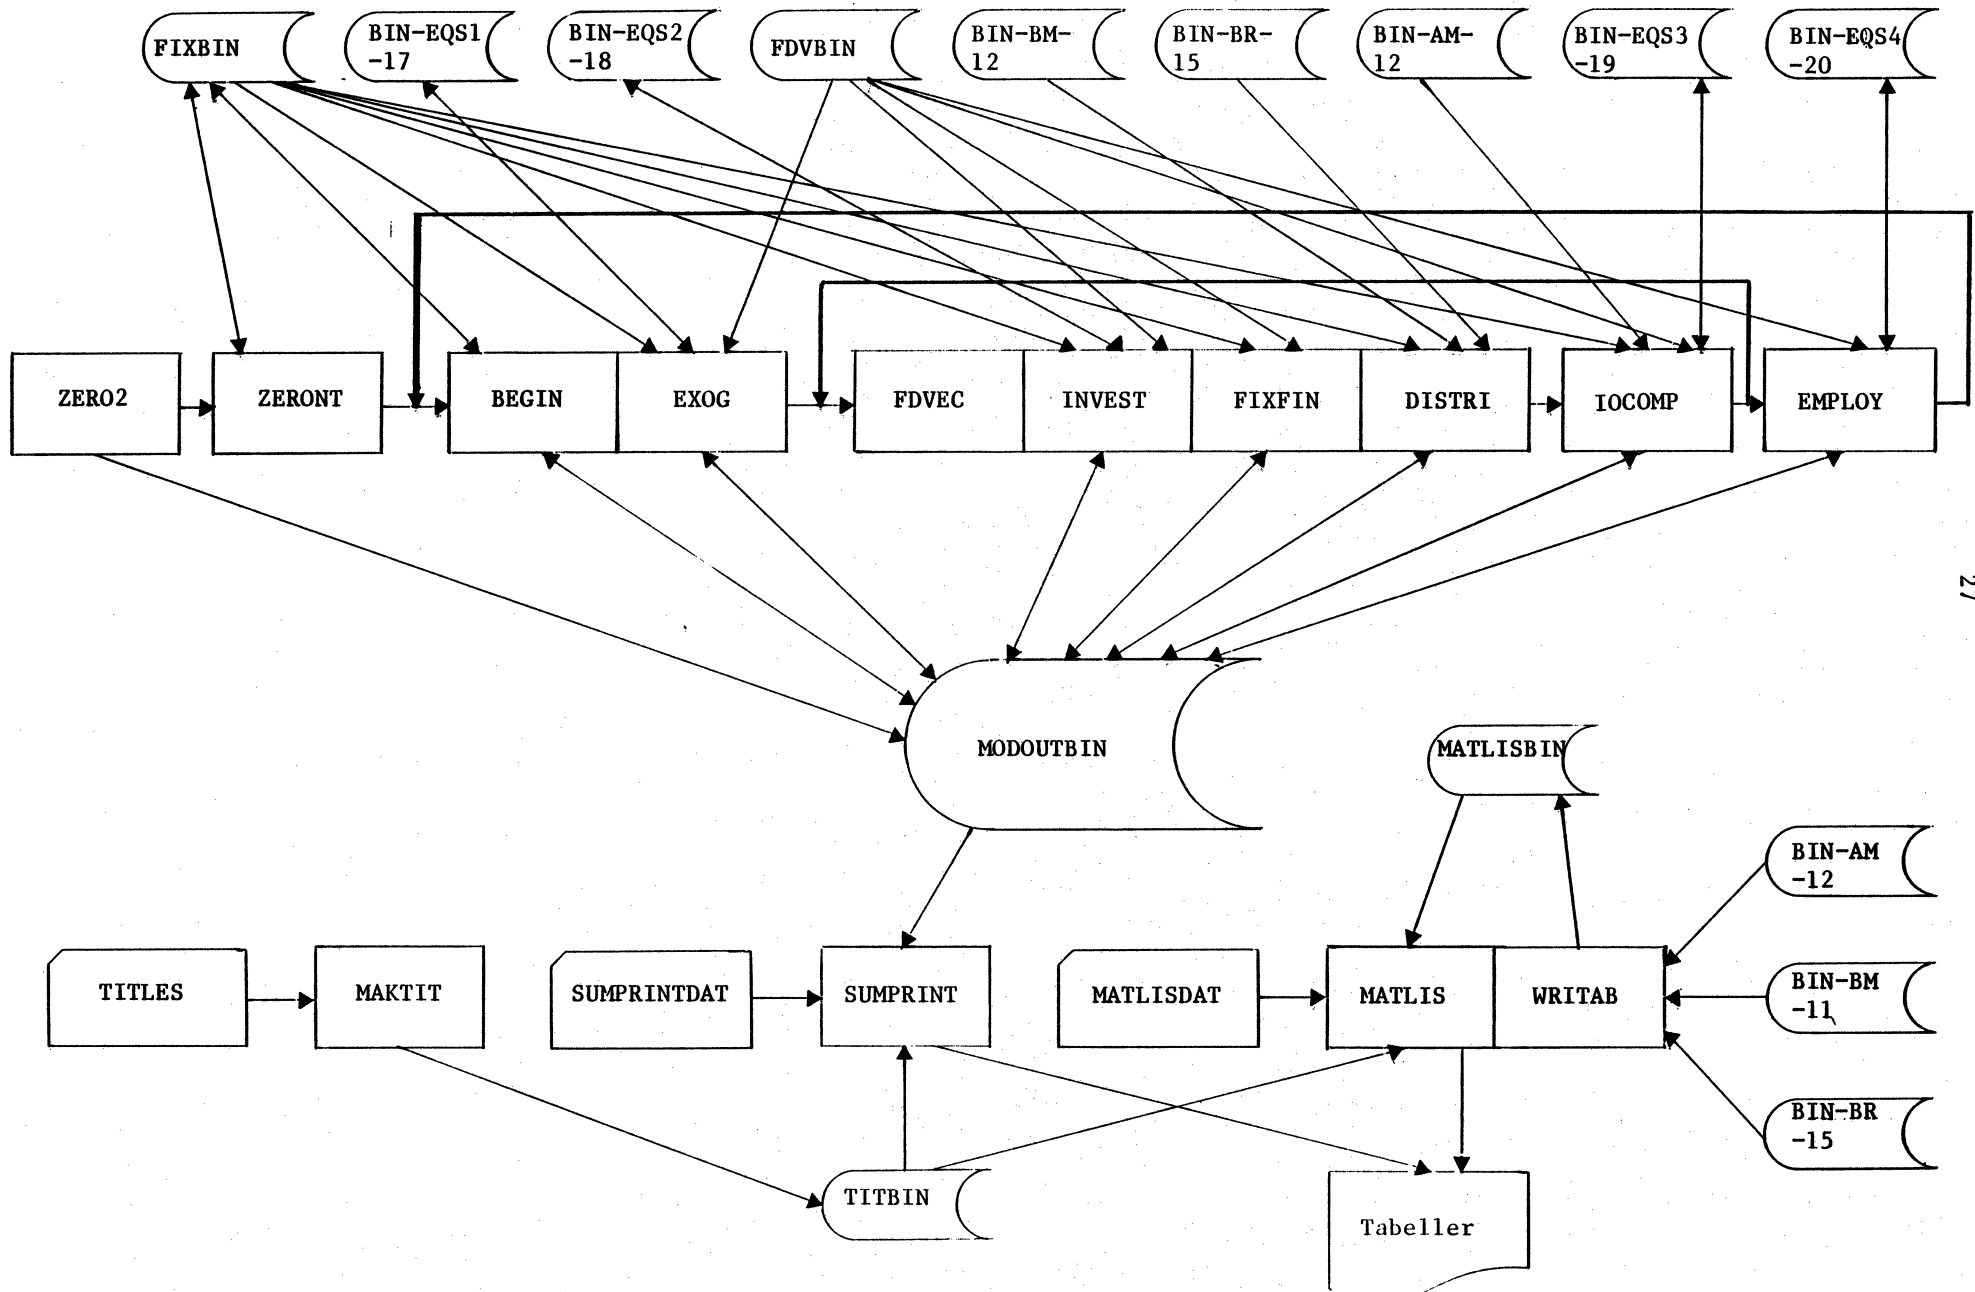 FIXBIN
BIN-EQS1
-17
BIN-EQS2
-18
FDVBIN
BIN-BM-
12
BIN-BR-
15
BIN-AM-
12
BIN-EQS3
-19
BIN-EQS4
-20
ZERO2
ZERONT
BEGIN
EXOG
FDVEC
INVEST
FIXFIN
DISTRI
IOCOMP
EMPLOY
27
MODOUTBIN
MATLISBIN
BIN-AM
-12
TITLES
MAKTIT
SUMPRINTDAT
SUMPRINT
MATLISDAT
MATLIS
WRITAB
BIN-BM
-11
BIN-BR
-15
TITBIN
Tabeller